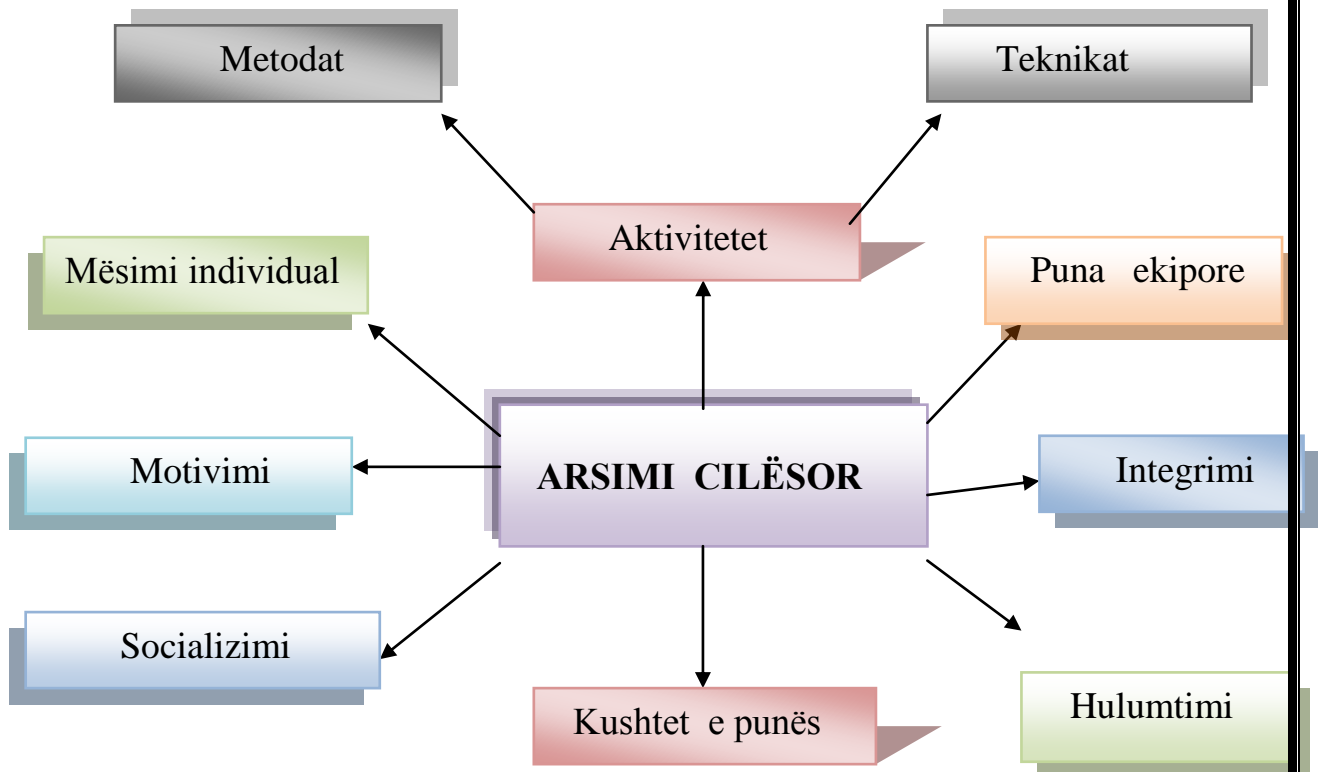 Metodat
Teknikat
Aktivitetet
Mësimi individual
Puna ekipore
ARSIMI CILËSOR
Motivimi
Integrimi
Socializimi
Kushtet e punës
Hulumtimi